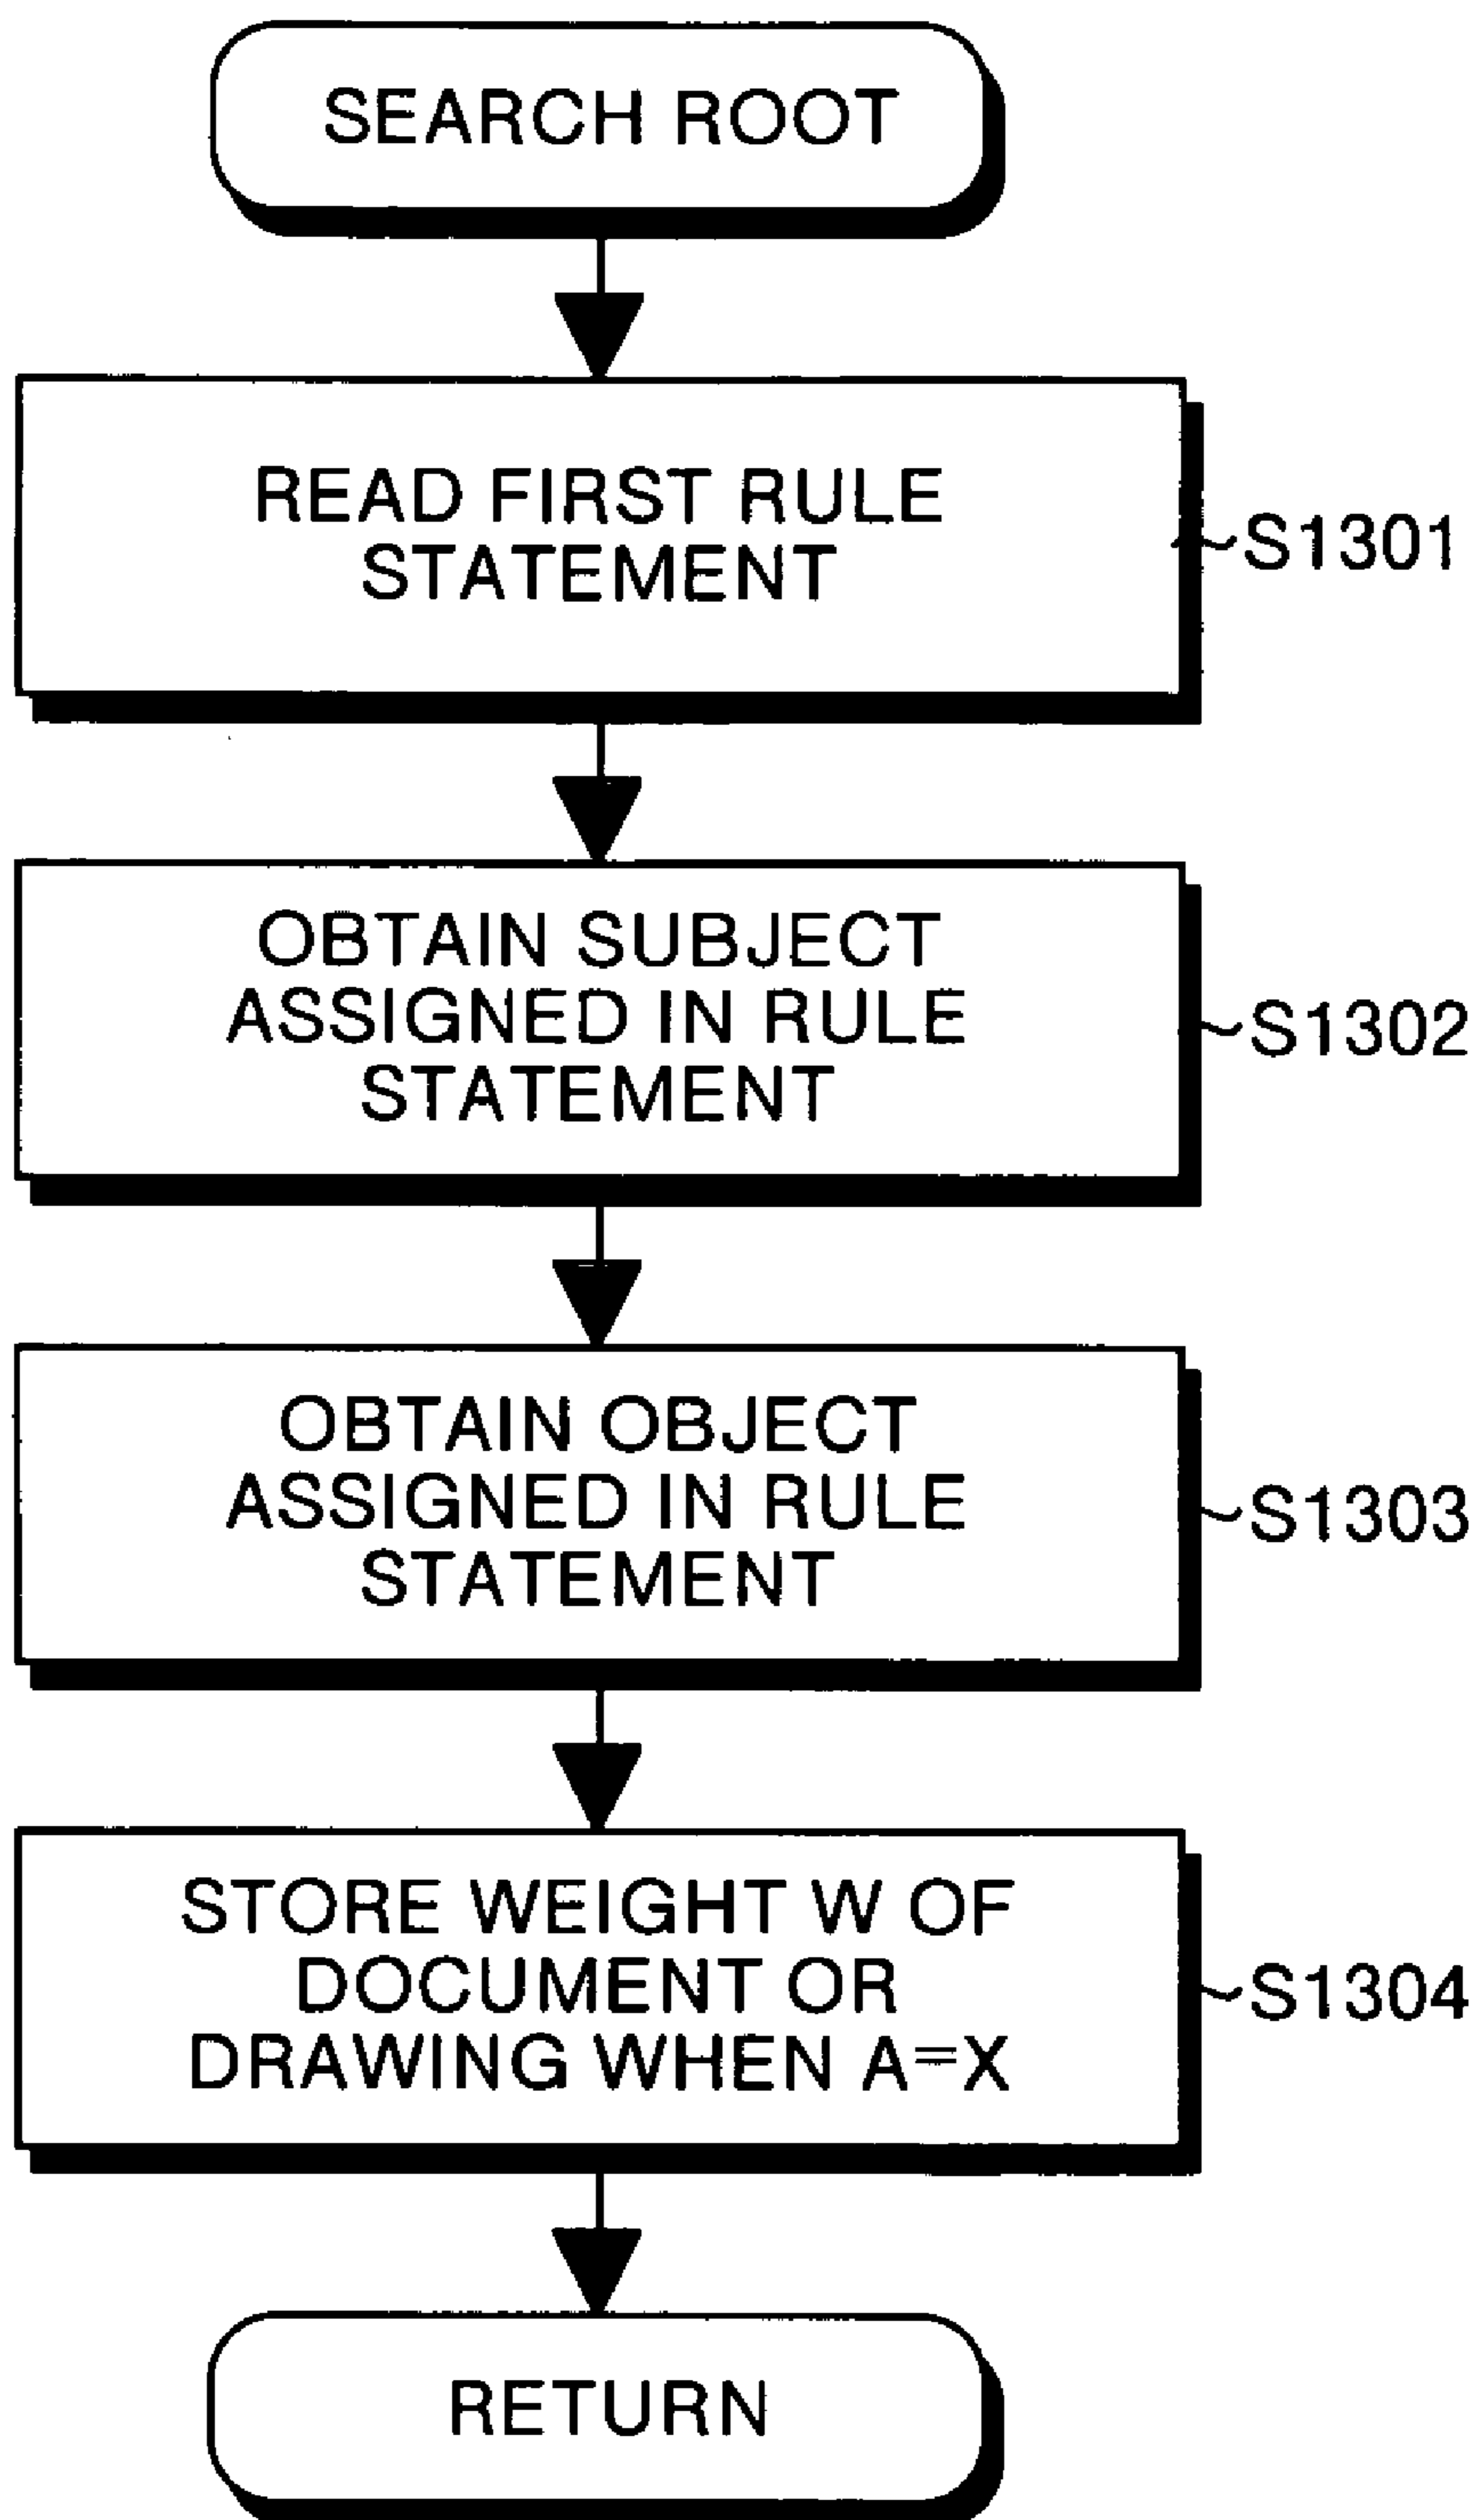 SEARCH ROOT
READ FIRST RULE
STATEMENT
S1301
OBTAIN SUBJECT
ASSIGNED IN RULE
STATEMENT
S1302
OBTAIN OBJECT
ASSIGNED IN RULE
STATEMENT
S1303
STORE WEIGHT W OF
DOCUMENT OR
DRAWING WHEN A=X
S1304
RETURN